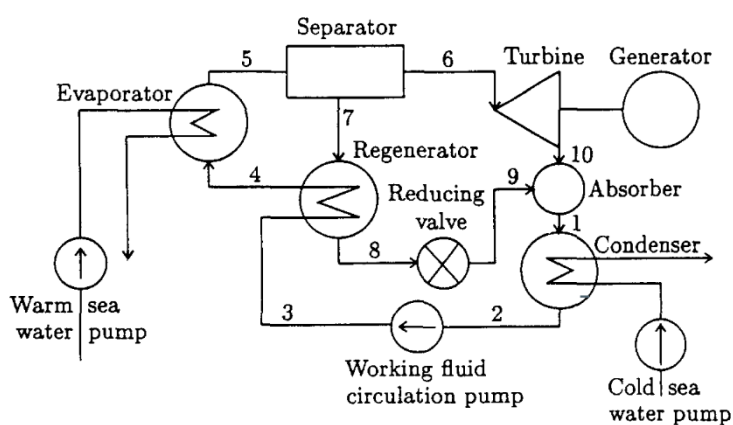 Separator
5
6
Turbine
Generator
Evaporator
7
Regenerator
10
4
Reducing
valve
9
Absorber
1
8
Condenser
3
2
Warm sea
water pump
Working fluid
circulation pump
Cold sea
water pump